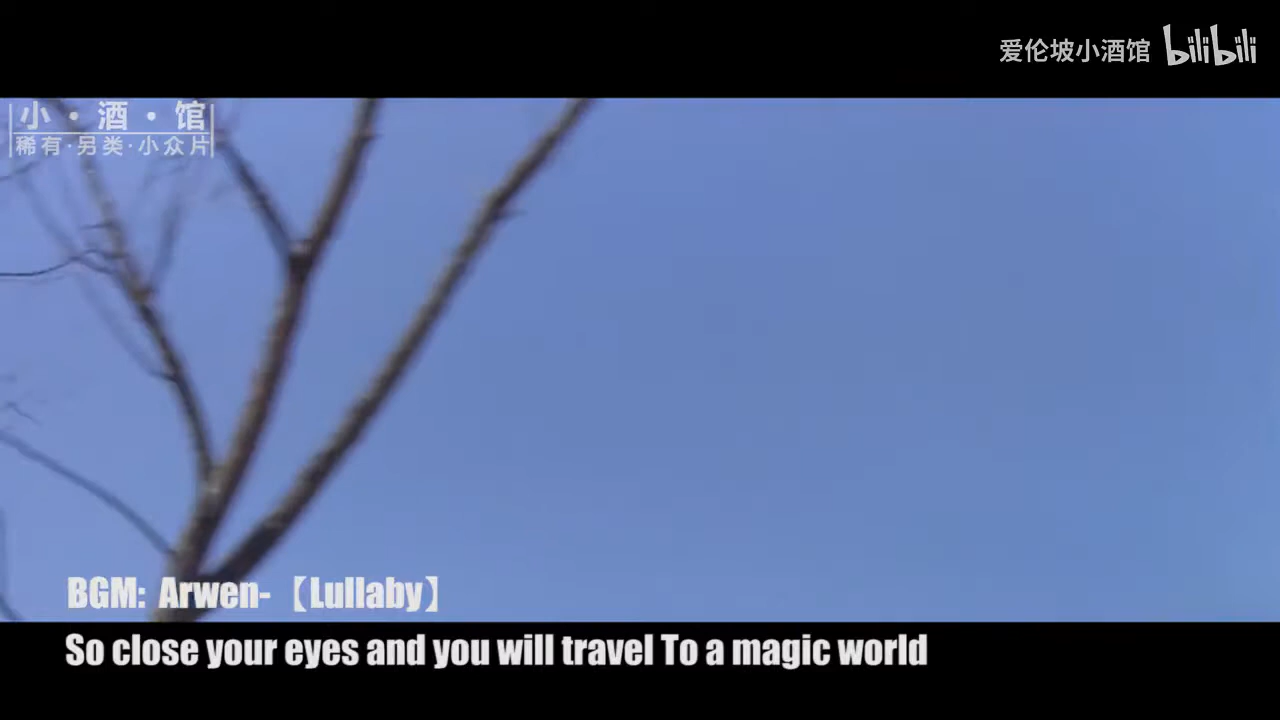 爱伦坡小酒馆 bilibili
小·酒·馆
稀有·另类·小众片
BGM: Arwen-【Lullaby】
So close your eyes and you will travel To a magic world